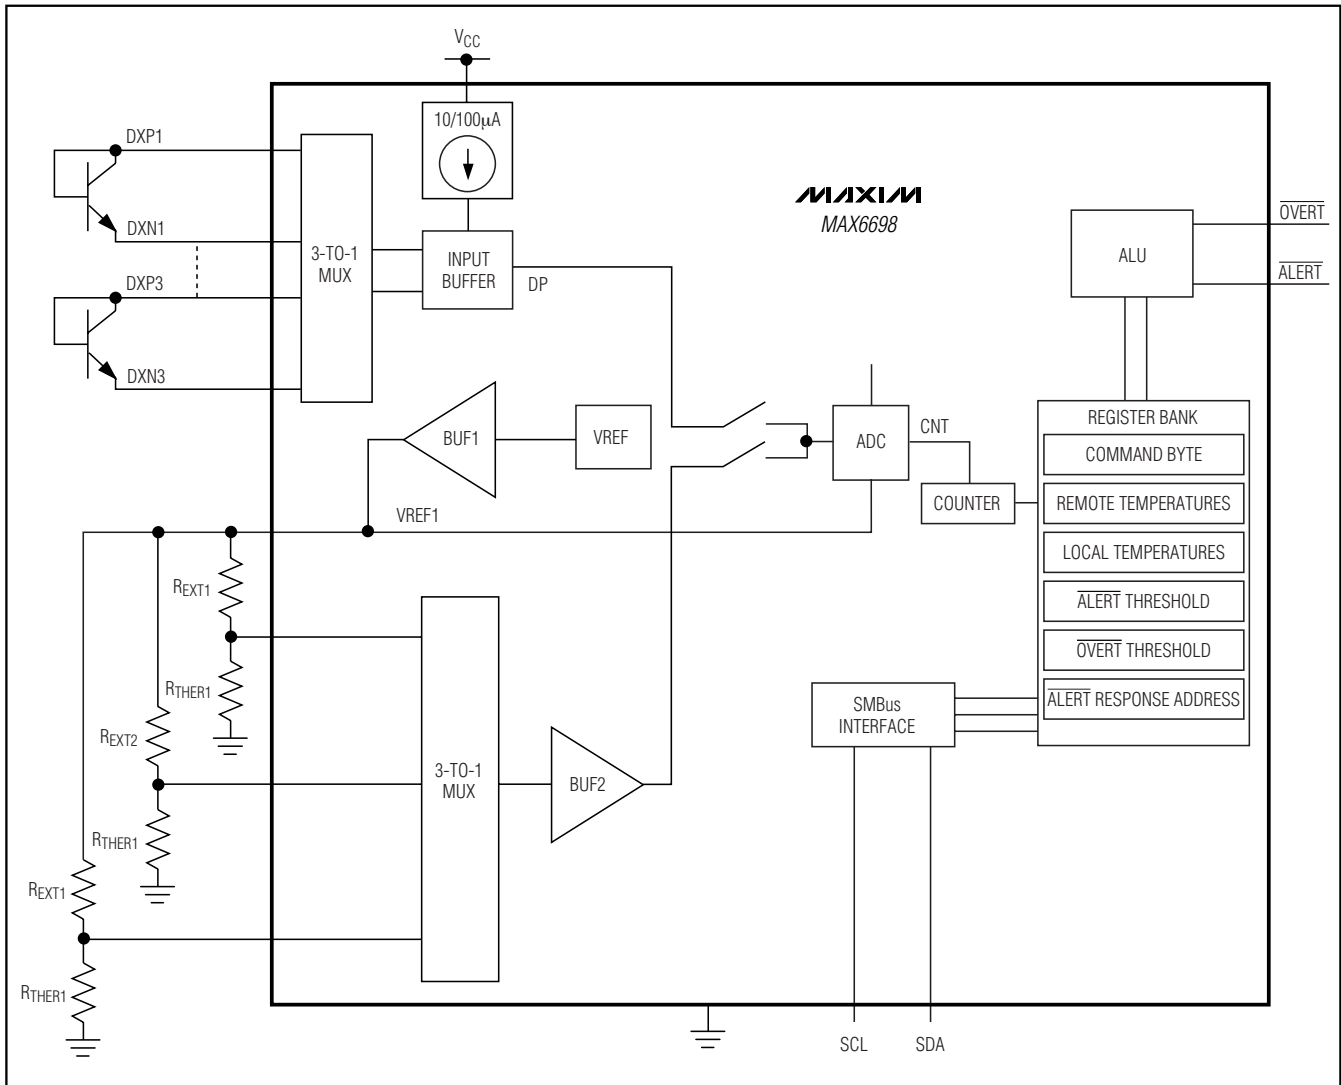 VCC
10/100μA
DXP1
DXN1
DXP3
DXN3
3-TO-1
MUX
INPUT
BUFFER
DP
MAXIM
MAX6698
ALU
OVERT
ALERT
BUF1
VREF
ADC
CNT
COUNTER
VREF1
REGISTER BANK
COMMAND BYTE
REMOTE TEMPERATURES
LOCAL TEMPERATURES
ALERT THRESHOLD
OVERT THRESHOLD
ALERT RESPONSE ADDRESS
REXT1
RTHER1
REXT2
RTHER1
REXT1
RTHER1
3-TO-1
MUX
BUF2
SMBus
INTERFACE
SCL
SDA